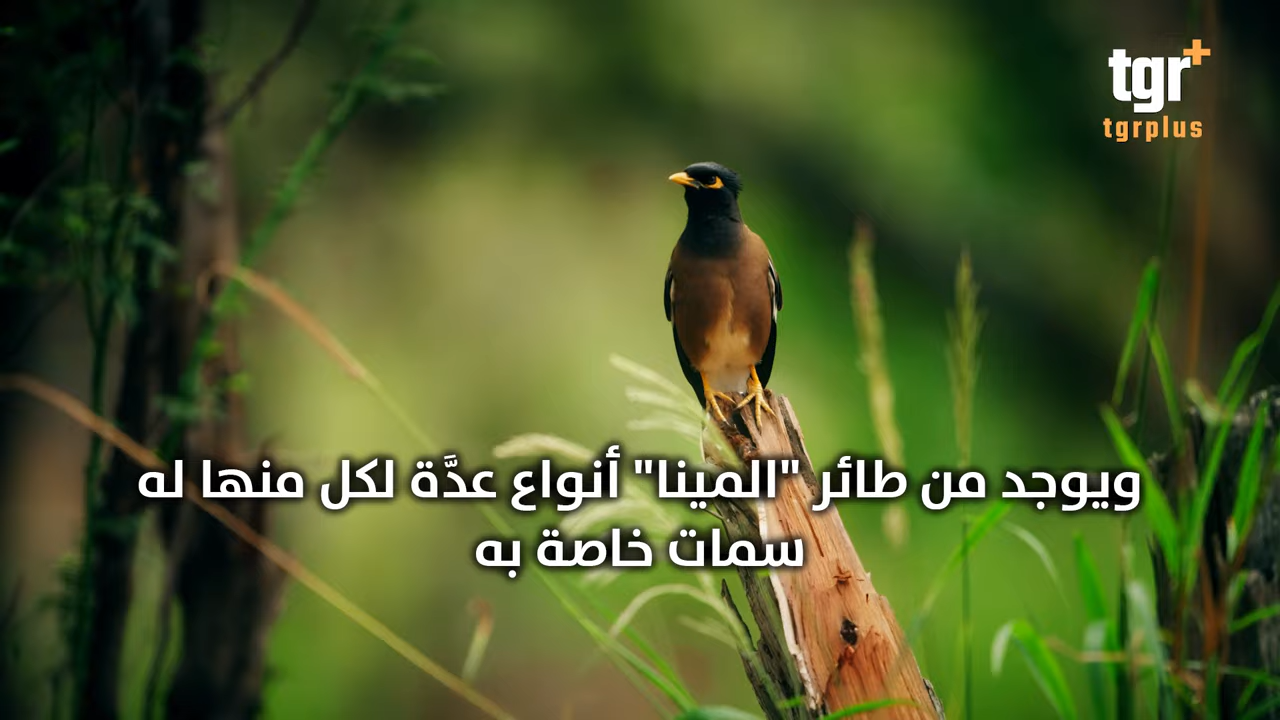 tgr+
tgrplus
ويوجد من طائر "المينا" أنواع عدَّة لكل منها له
سمات خاصة به